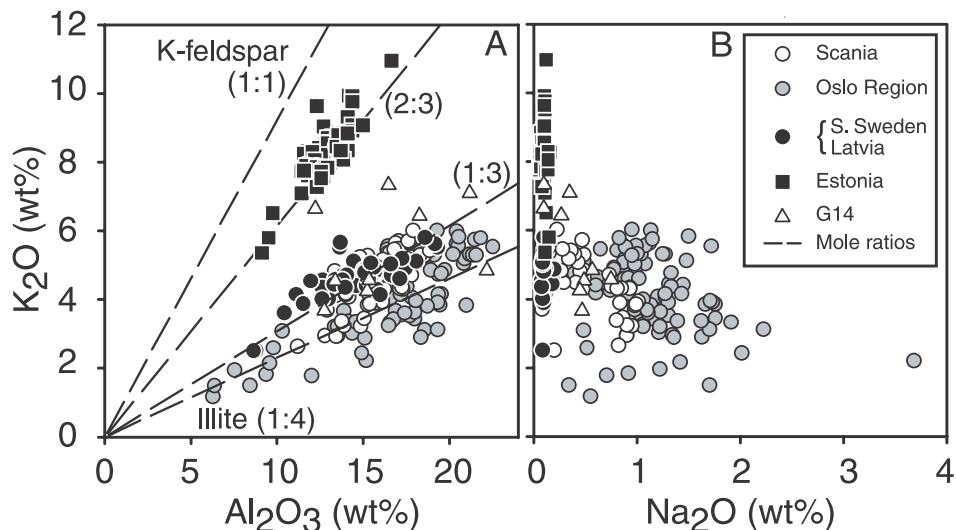 12
10
8
6
4
2
0
K₂O (wt%)
K-feldspar
(1:1)
A
(2:3)
(1:3)
Illite (1:4)
0 5 10 15 20
Al₂O₃ (wt%)
B
Scania
Oslo Region
{ S. Sweden
Latvia
Estonia
G14
Mole ratios
0 1 2 3 4
Na₂O (wt%)